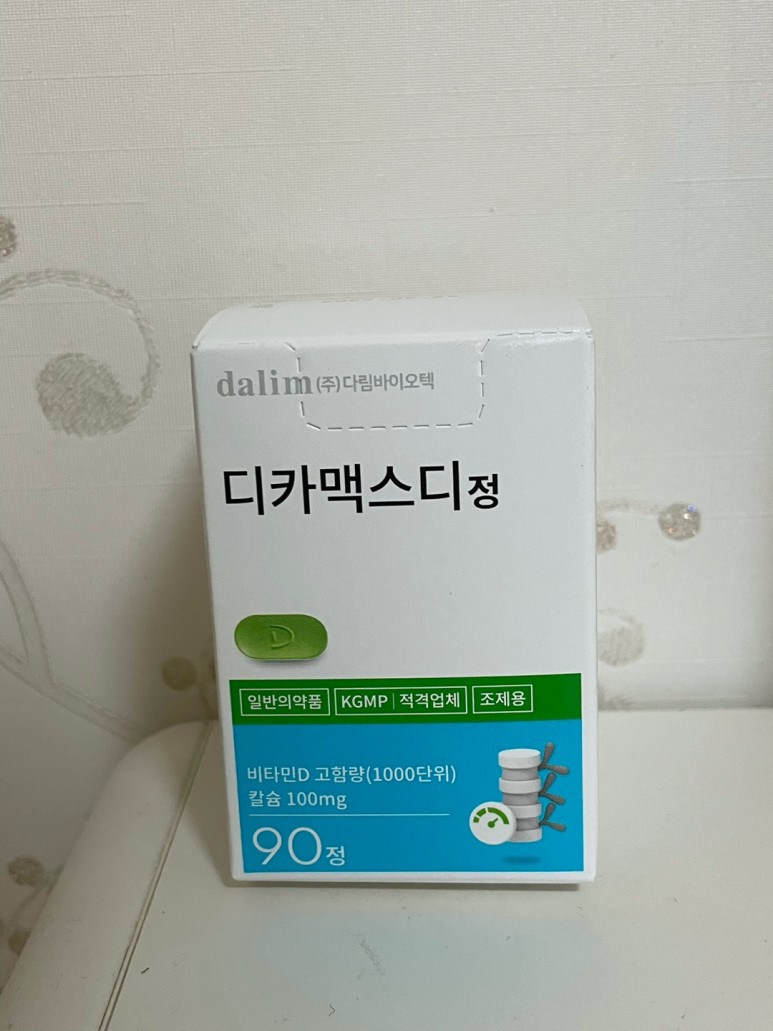 dalim (주)다림바이오텍
디카맥스디정
D
일반의약품 KGMP | 적격업체 조제용
비타민D 고함량(1000단위)
칼슘 100mg
90정